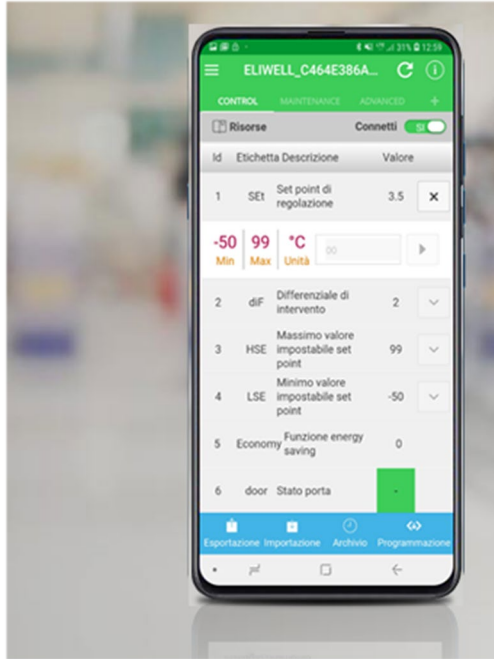 31% 12:59
ELIWELL_C464E386A...
CONTROL MAINTENANCE ADVANCED +
Risorse Connetti SI
Id Etichetta Descrizione Valore
1 SEt Set point di
regolazione 3.5 ×
-50 99 °C 00
Min Max Unità
2 diF Differenziale di
intervento 2
3 HSE Massimo valore
impostabile set
point 99
4 LSE Minimo valore
impostabile set
point -50
5 Economy Funzione energy
saving 0
6 door Stato porta -
Esportazione Importazione Archivio Programmazione